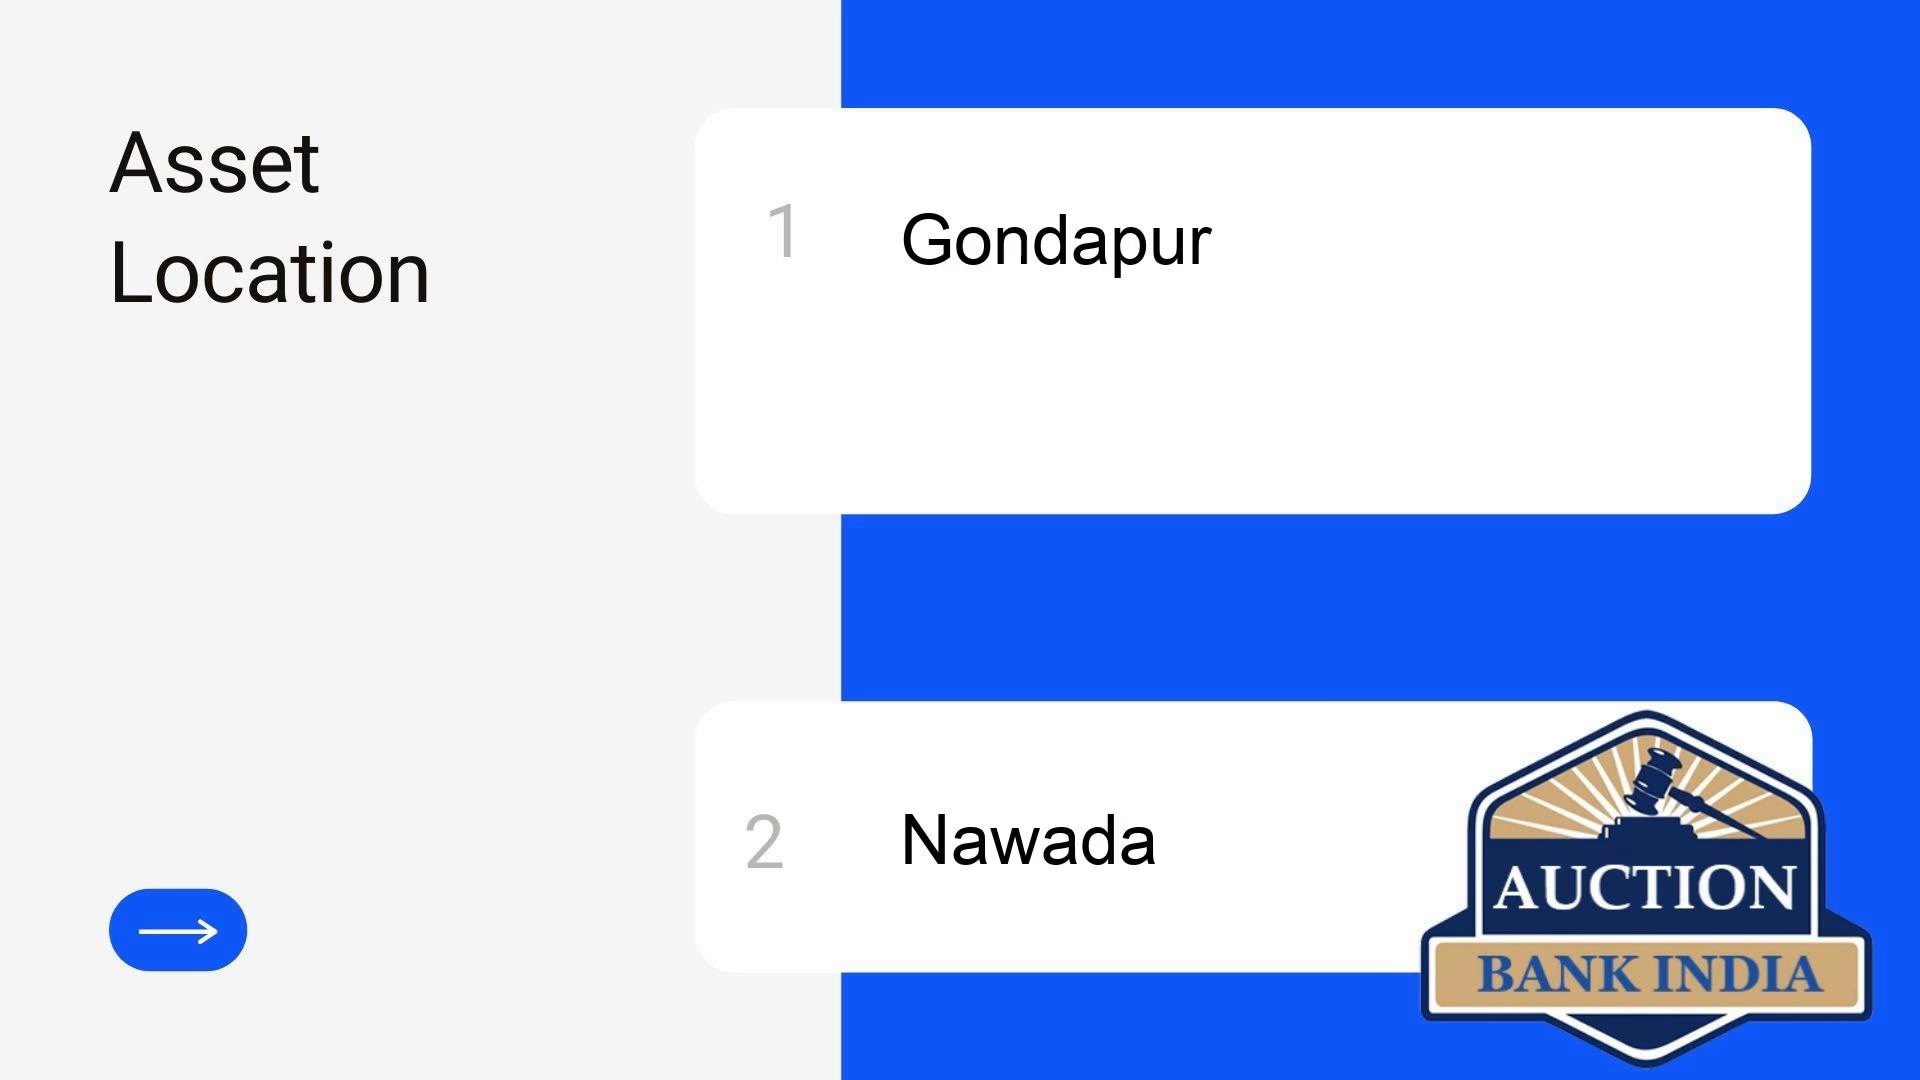 Asset
Location
1
Gondapur
2
Nawada
AUCTION
BANK INDIA